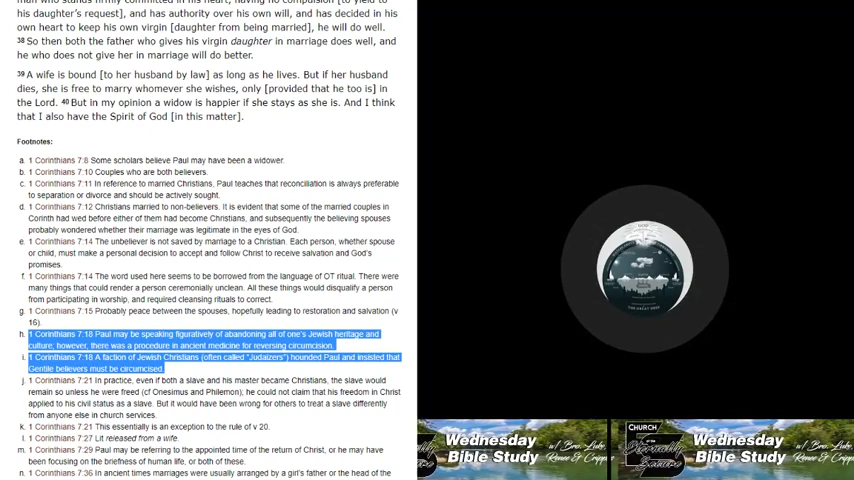 man who stands firmly committed in his heart, having no compulsion [to yield to
his daughter's request], and has authority over his own will, and has decided in his
own heart to keep his own virgin [daughter from being married], he will do well.
38 So then both the father who gives his virgin daughter in marriage does well, and
he who does not give her in marriage will do better.
39 A wife is bound [to her husband by law] as long as he lives. But if her husband
dies, she is free to marry whomever she wishes, only [provided that he too is] in
the Lord. 40 But in my opinion a widow is happier if she stays as she is. And I think
that I also have the Spirit of God [in this matter].
Footnotes:
a. 1 Corinthians 7:8 Some scholars believe Paul may have been a widower.
b. 1 Corinthians 7:10 Couples who are both believers.
c. 1 Corinthians 7:11 In reference to married Christians, Paul teaches that reconciliation is always preferable
to separation or divorce and should be actively sought.
d. 1 Corinthians 7:12 Christians married to non-believers. It is evident that some of the married couples in
Corinth had wed before either of them had become Christians, and subsequently the believing spouses
probably wondered whether their marriage was legitimate in the eyes of God.
e. 1 Corinthians 7:14 The unbeliever is not saved by marriage to a Christian. Each person, whether spouse
or child, must make a personal decision to accept and follow Christ to receive salvation and God's
promises.
f. 1 Corinthians 7:14 The word used here seems to be borrowed from the language of OT ritual. There were
many things that could render a person ceremonially unclean. All these things would disqualify a person
from participating in worship, and required cleansing rituals to correct.
g. 1 Corinthians 7:15 Probably peace between the spouses, hopefully leading to restoration and salvation (v
16).
h. 1 Corinthians 7:18 Paul may be speaking figuratively of abandoning all of one's Jewish heritage and
culture; however, there was a procedure in ancient medicine for reversing circumcision.
i. 1 Corinthians 7:18 A faction of Jewish Christians (often called "Judaizers") hounded Paul and insisted that
Gentile believers must be circumcised.
j. 1 Corinthians 7:21 In practice, even if both a slave and his master became Christians, the slave would
remain so unless he were freed (cf Onesimus and Philemon); he could not claim that his freedom in Christ
applied to his civil status as a slave. But it would have been wrong for others to treat a slave differently
from anyone else in church services.
k. 1 Corinthians 7:21 This essentially is an exception to the rule of v 20.
l. 1 Corinthians 7:27 Lit released from a wife.
m. 1 Corinthians 7:29 Paul may be referring to the appointed time of the return of Christ, or he may have
been focusing on the briefness of human life, or both of these.
n. 1 Corinthians 7:36 In ancient times marriages were usually arranged by a girl's father or the head of the
Wednesday
Bible Study
w/ Bro. Luke,
Renee & Cripp
CHURCH
of the
Eternally
Secure
Wednesday
Bible Study
w/ Bro. Luke,
Renee & Cripp